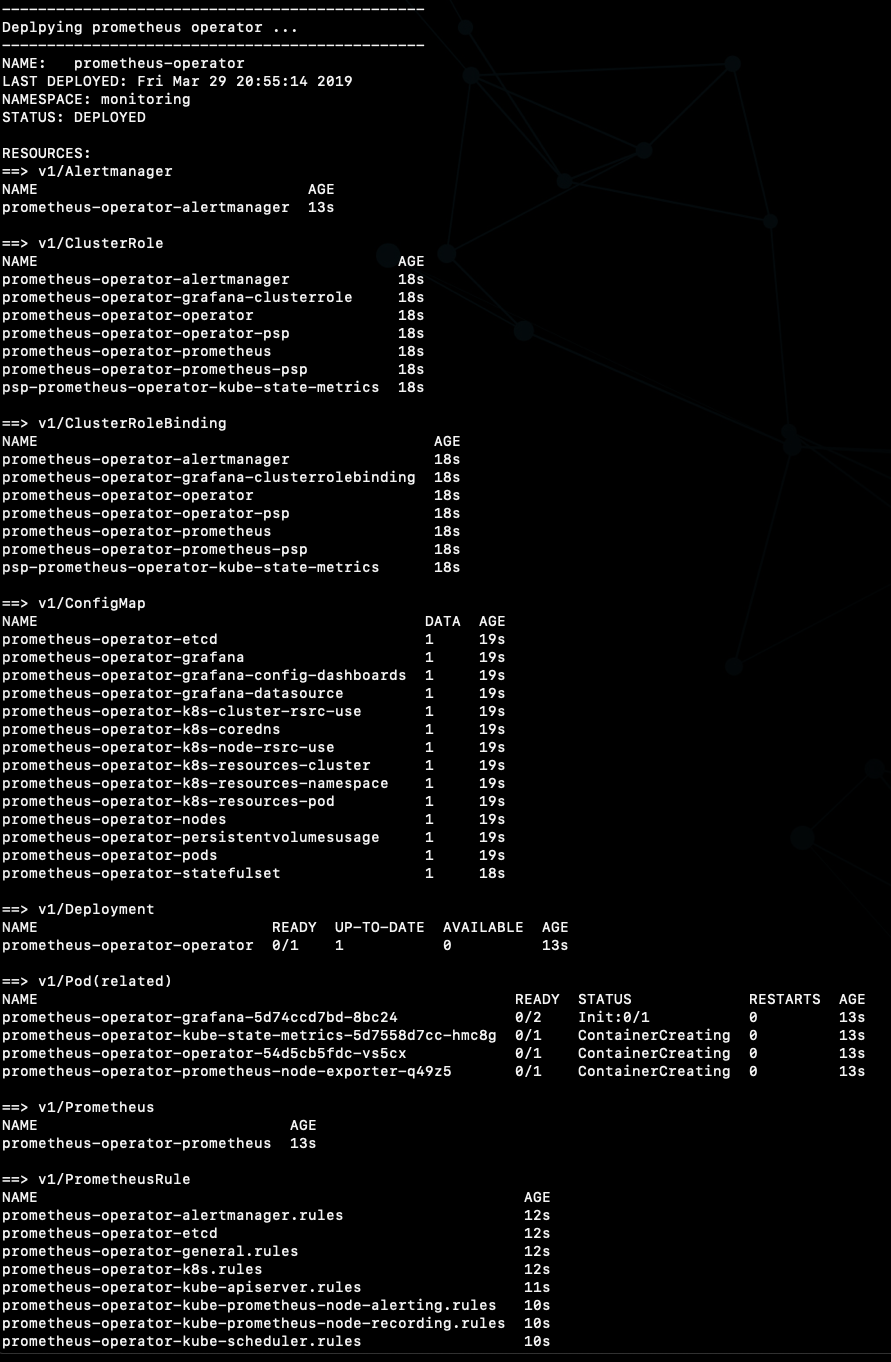 -----------------------------------------------
Deplpying prometheus operator ...
-----------------------------------------------
NAME:   prometheus-operator
LAST DEPLOYED: Fri Mar 29 20:55:14 2019
NAMESPACE: monitoring
STATUS: DEPLOYED

RESOURCES:
==> v1/Alertmanager
NAME                              AGE
prometheus-operator-alertmanager  13s

==> v1/ClusterRole
NAME                                        AGE
prometheus-operator-alertmanager            18s
prometheus-operator-grafana-clusterrole     18s
prometheus-operator-operator                18s
prometheus-operator-operator-psp            18s
prometheus-operator-prometheus              18s
prometheus-operator-prometheus-psp          18s
psp-prometheus-operator-kube-state-metrics  18s

==> v1/ClusterRoleBinding
NAME                                            AGE
prometheus-operator-alertmanager                18s
prometheus-operator-grafana-clusterrolebinding  18s
prometheus-operator-operator                    18s
prometheus-operator-operator-psp                18s
prometheus-operator-prometheus                  18s
prometheus-operator-prometheus-psp              18s
psp-prometheus-operator-kube-state-metrics      18s

==> v1/ConfigMap
NAME                                           DATA  AGE
prometheus-operator-etcd                       1     19s
prometheus-operator-grafana                    1     19s
prometheus-operator-grafana-config-dashboards  1     19s
prometheus-operator-grafana-datasource         1     19s
prometheus-operator-k8s-cluster-rsrc-use       1     19s
prometheus-operator-k8s-coredns                1     19s
prometheus-operator-k8s-node-rsrc-use          1     19s
prometheus-operator-k8s-resources-cluster      1     19s
prometheus-operator-k8s-resources-namespace    1     19s
prometheus-operator-k8s-resources-pod          1     19s
prometheus-operator-nodes                      1     19s
prometheus-operator-persistentvolumesusage     1     19s
prometheus-operator-pods                       1     19s
prometheus-operator-statefulset                1     18s

==> v1/Deployment
NAME                          READY  UP-TO-DATE  AVAILABLE  AGE
prometheus-operator-operator  0/1    1           0          13s

==> v1/Pod(related)
NAME                                                     READY  STATUS             RESTARTS  AGE
prometheus-operator-grafana-5d74ccd7bd-8bc24             0/2    Init:0/1           0         13s
prometheus-operator-kube-state-metrics-5d7558d7cc-hmc8g  0/1    ContainerCreating  0         13s
prometheus-operator-operator-54d5cb5fdc-vs5cx            0/1    ContainerCreating  0         13s
prometheus-operator-prometheus-node-exporter-q49z5       0/1    ContainerCreating  0         13s

==> v1/Prometheus
NAME                            AGE
prometheus-operator-prometheus  13s

==> v1/PrometheusRule
NAME                                                      AGE
prometheus-operator-alertmanager.rules                    12s
prometheus-operator-etcd                                  12s
prometheus-operator-general.rules                         12s
prometheus-operator-k8s.rules                             12s
prometheus-operator-kube-apiserver.rules                  11s
prometheus-operator-kube-prometheus-node-alerting.rules   10s
prometheus-operator-kube-prometheus-node-recording.rules  10s
prometheus-operator-kube-scheduler.rules                  10s